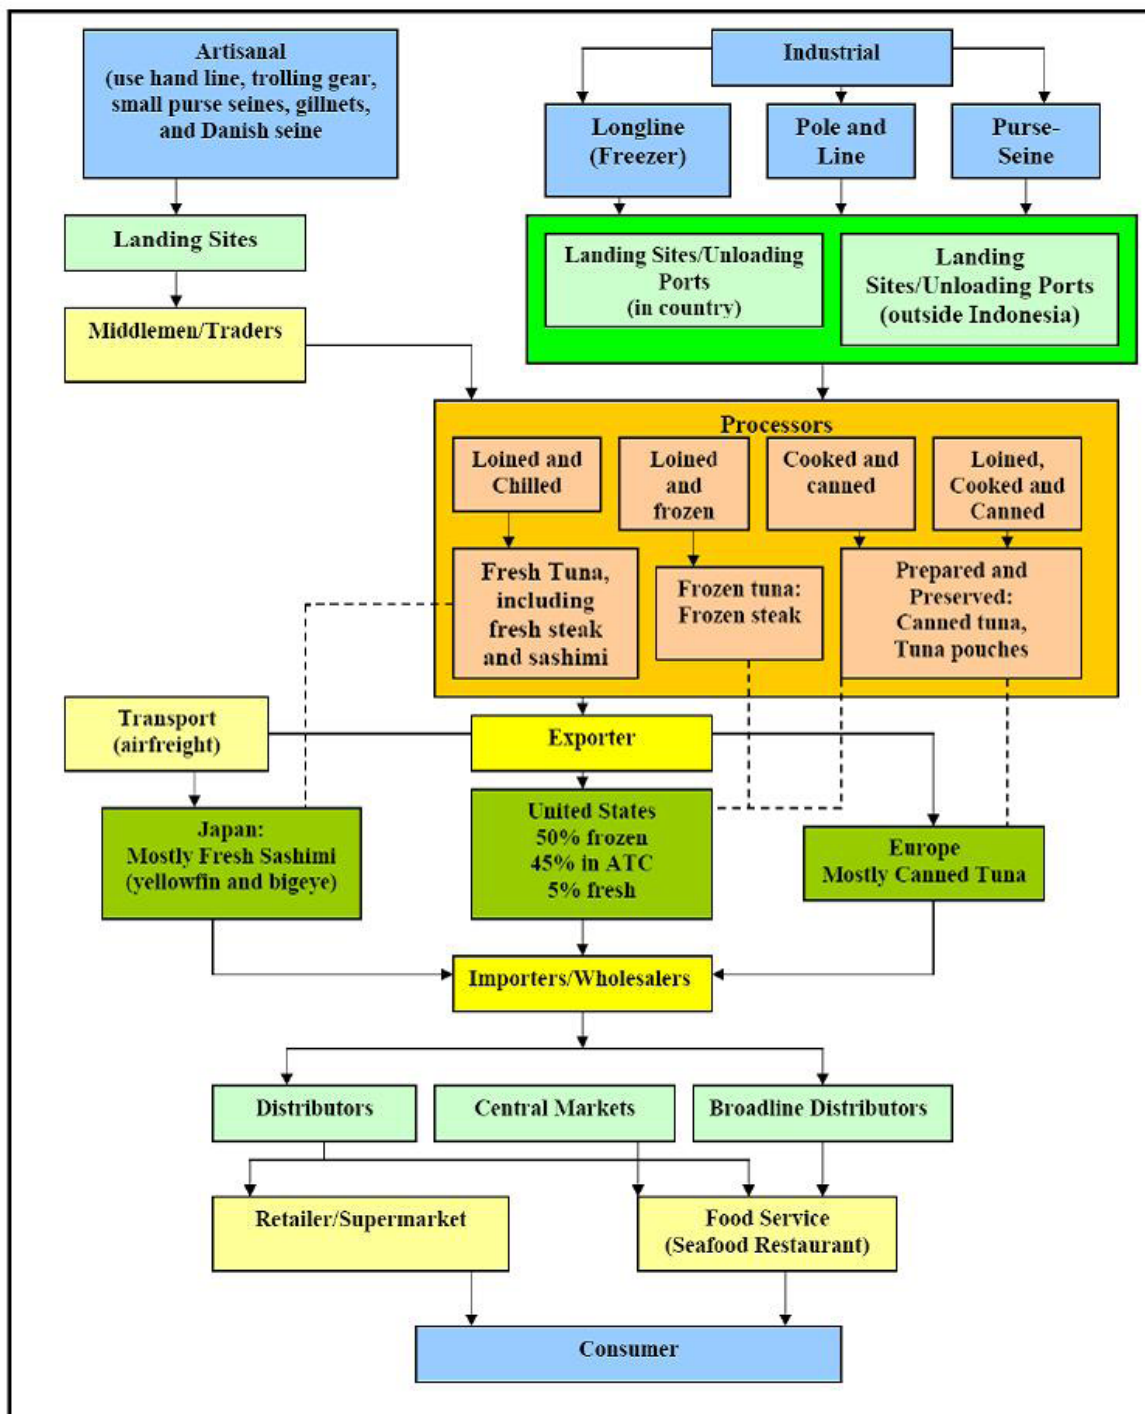 Artisanal
(use hand line, trolling gear,
small purse seines, gillnets,
and Danish seine
Industrial
Longline
(Freezer)
Pole and
Line
Purse-
Seine
Landing Sites
Landing Sites/Unloading
Ports
(in country)
Landing
Sites/Unloading Ports
(outside Indonesia)
Middlemen/Traders
Processors
Loined and
Chilled
Loined
and
frozen
Cooked and
canned
Loined,
Cooked and
Canned
Fresh Tuna,
including
fresh steak
and sashimi
Frozen tuna:
Frozen steak
Prepared and
Preserved:
Canned tuna,
Tuna pouches
Transport
(airfreight)
Exporter
Japan:
Mostly Fresh Sashimi
(yellowfin and bigeye)
United States
50% frozen
45% in ATC
5% fresh
Europe
Mostly Canned Tuna
Importers/Wholesalers
Distributors
Central Markets
Broadline Distributors
Retailer/Supermarket
Food Service
(Seafood Restaurant)
Consumer